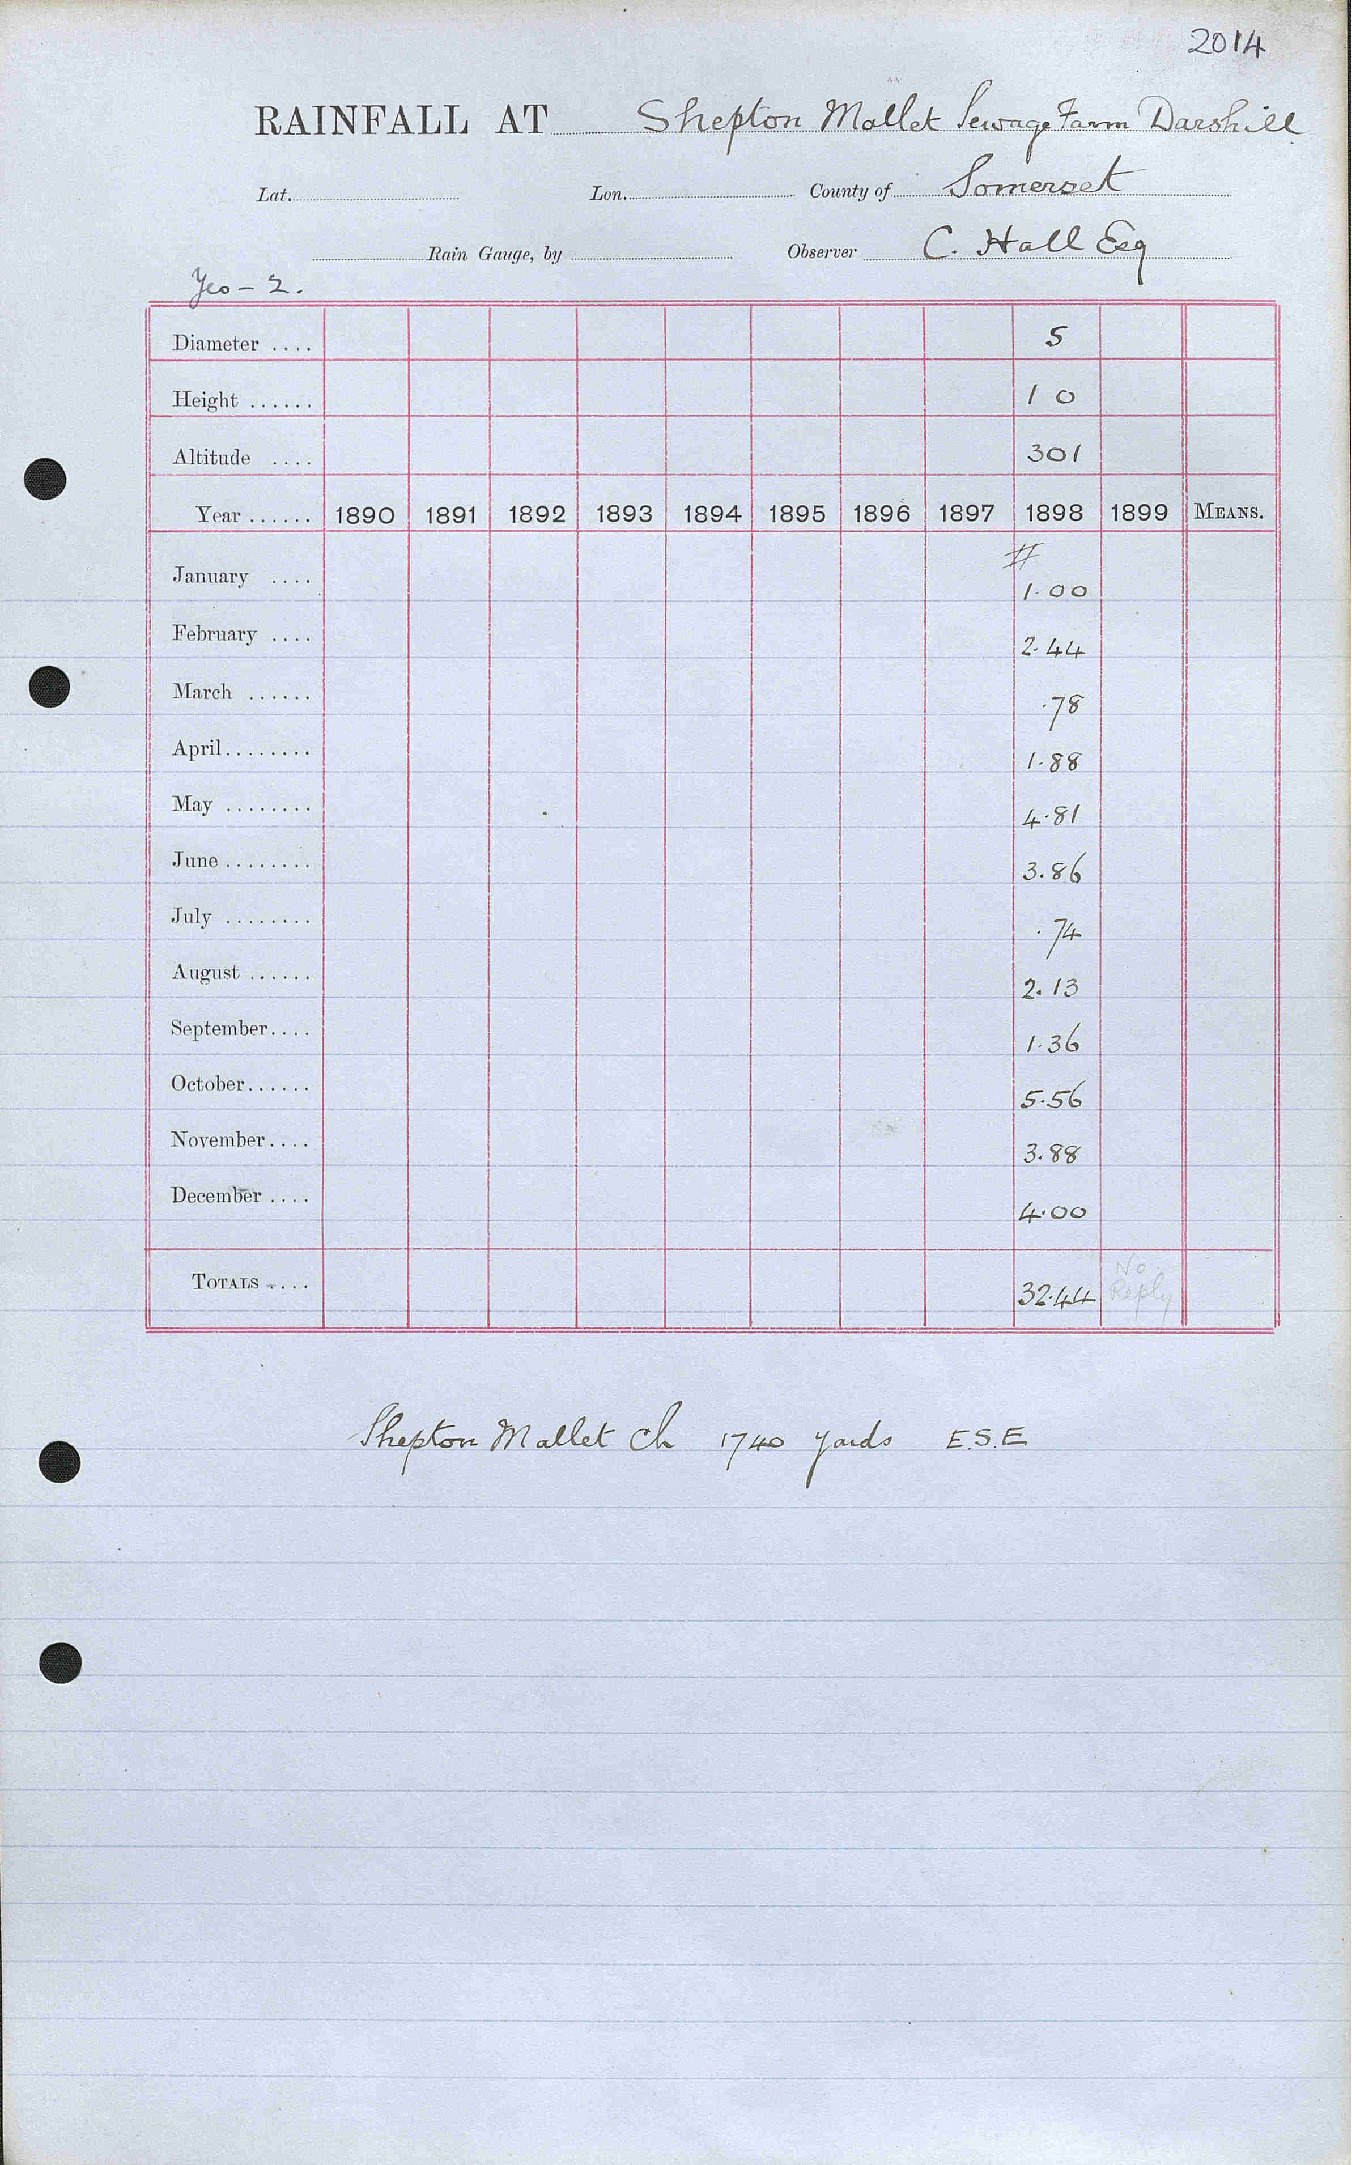 2014
RAINFALL AT Shepton Mallet Sewage Farm Darshill
Lat. Lon. County of Somerset
Rain Gauge, by Observer C. Hall Esq
Yeo - 2.
Diameter .... 5
Height ...... 1 0
Altitude .... 301
Year ...... 1890 1891 1892 1893 1894 1895 1896 1897 1898 1899 MEANS.
#
January .... 1.00
February .... 2.44
March ...... .78
April........ 1.88
May ........ 4.81
June ........ 3.86
July ........ .74
August ...... 2.13
September.... 1.36
October...... 5.56
November.... 3.88
December .... 4.00
TOTALS .... 32.44 No Reply
Shepton Mallet Ch 1740 yards E.S.E